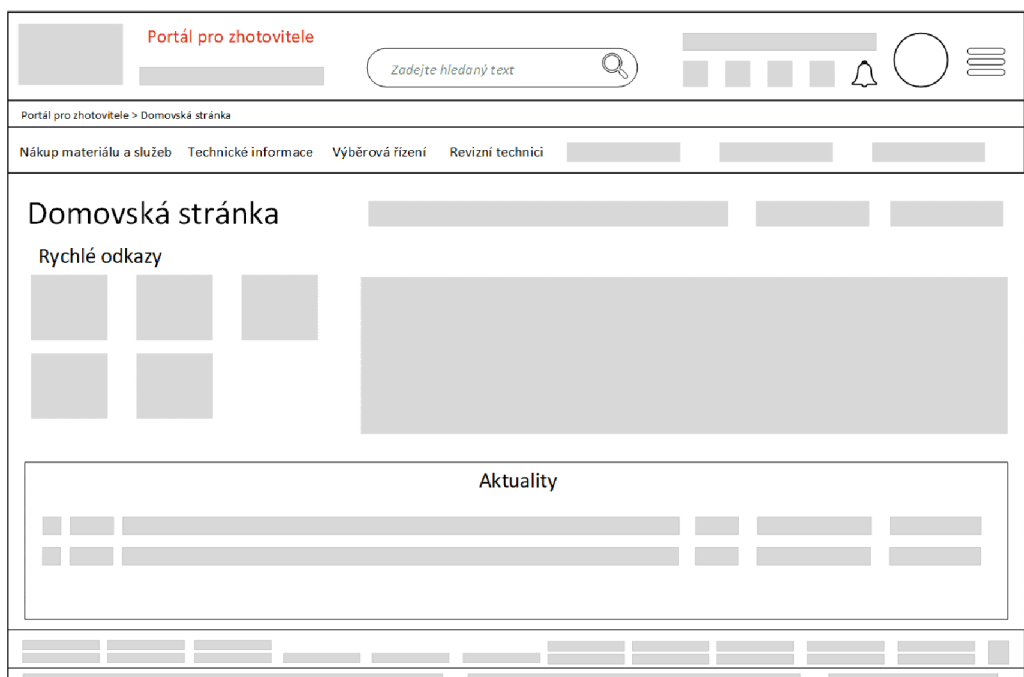 Portál pro zhotovitele
Zadejte hledaný text
Portál pro zhotovitele > Domovská stránka
Nákup materiálu a služeb Technické informace Výběrová řízení Revizní technici
Domovská stránka
Rychlé odkazy
Aktuality